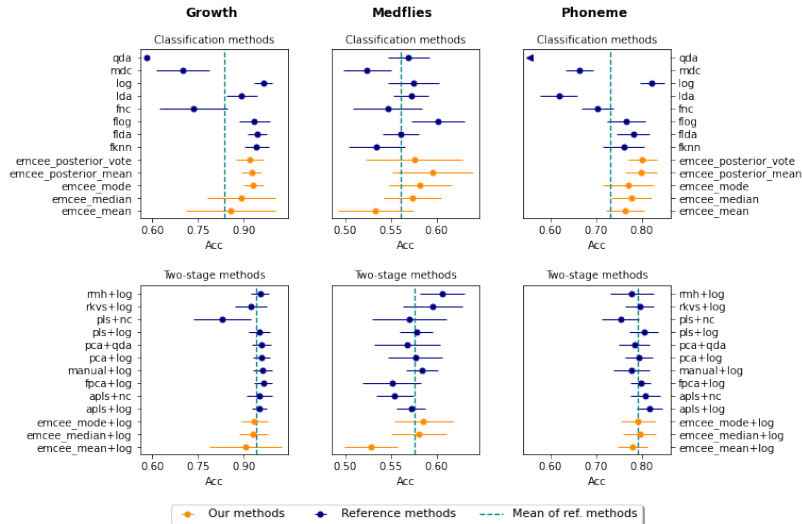 Growth Medflies Phoneme
Classification methods Classification methods Classification methods
qda qda
mdc mdc
log log
lda lda
fnc fnc
flog flog
flda flda
fknn fknn
emcee_posterior_vote emcee_posterior_vote
emcee_posterior_mean emcee_posterior_mean
emcee_mode emcee_mode
emcee_median emcee_median
emcee_mean emcee_mean
0.60 0.75 0.90 0.50 0.55 0.60 0.60 0.70 0.80
Acc Acc Acc
Two-stage methods Two-stage methods Two-stage methods
rmh+log rmh+log
rkvs+log rkvs+log
pls+nc pls+nc
pls+log pls+log
pca+qda pca+qda
pca+log pca+log
manual+log manual+log
fpca+log fpca+log
apls+nc apls+nc
apls+log apls+log
emcee_mode+log emcee_mode+log
emcee_median+log emcee_median+log
emcee_mean+log emcee_mean+log
0.60 0.75 0.90 0.50 0.55 0.60 0.60 0.70 0.80
Acc Acc Acc
Our methods Reference methods Mean of ref. methods